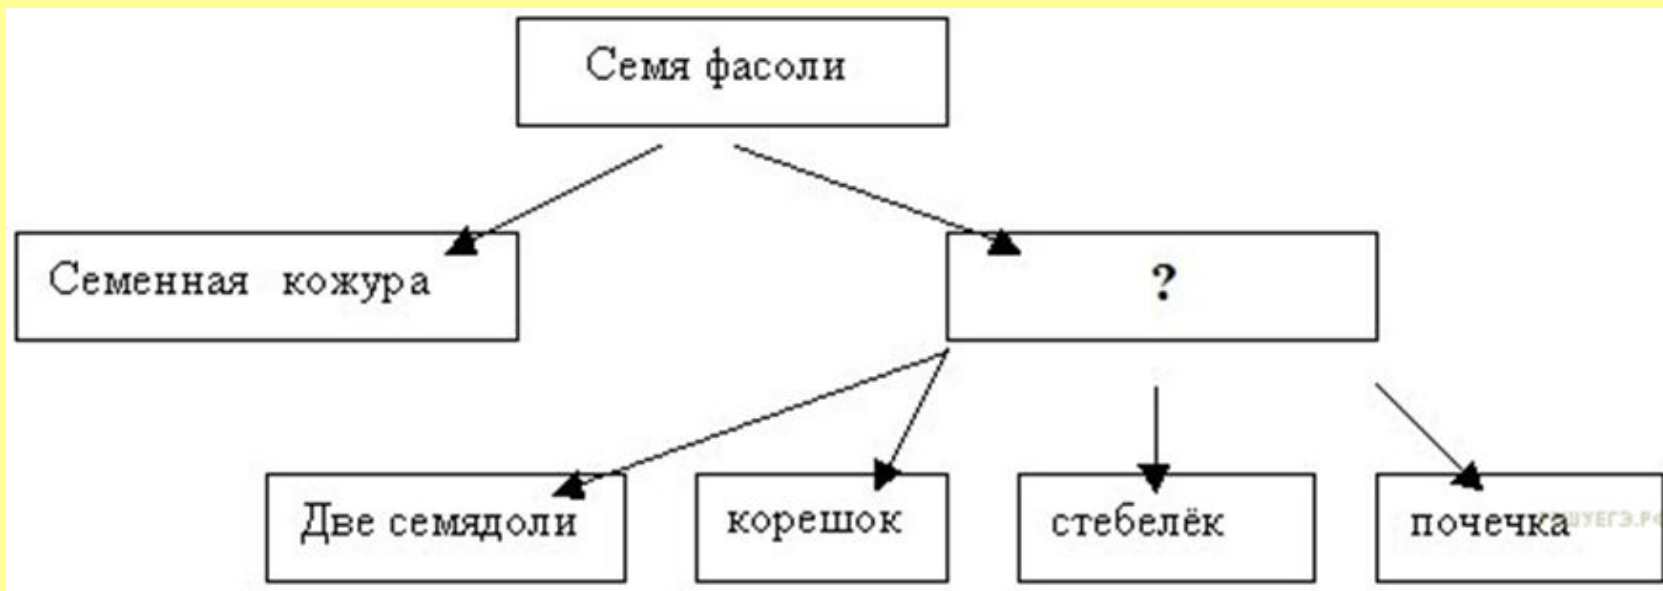 Семя фасоли
Семенная кожура
?
Две семядоли
корешок
стебелёк
почечка